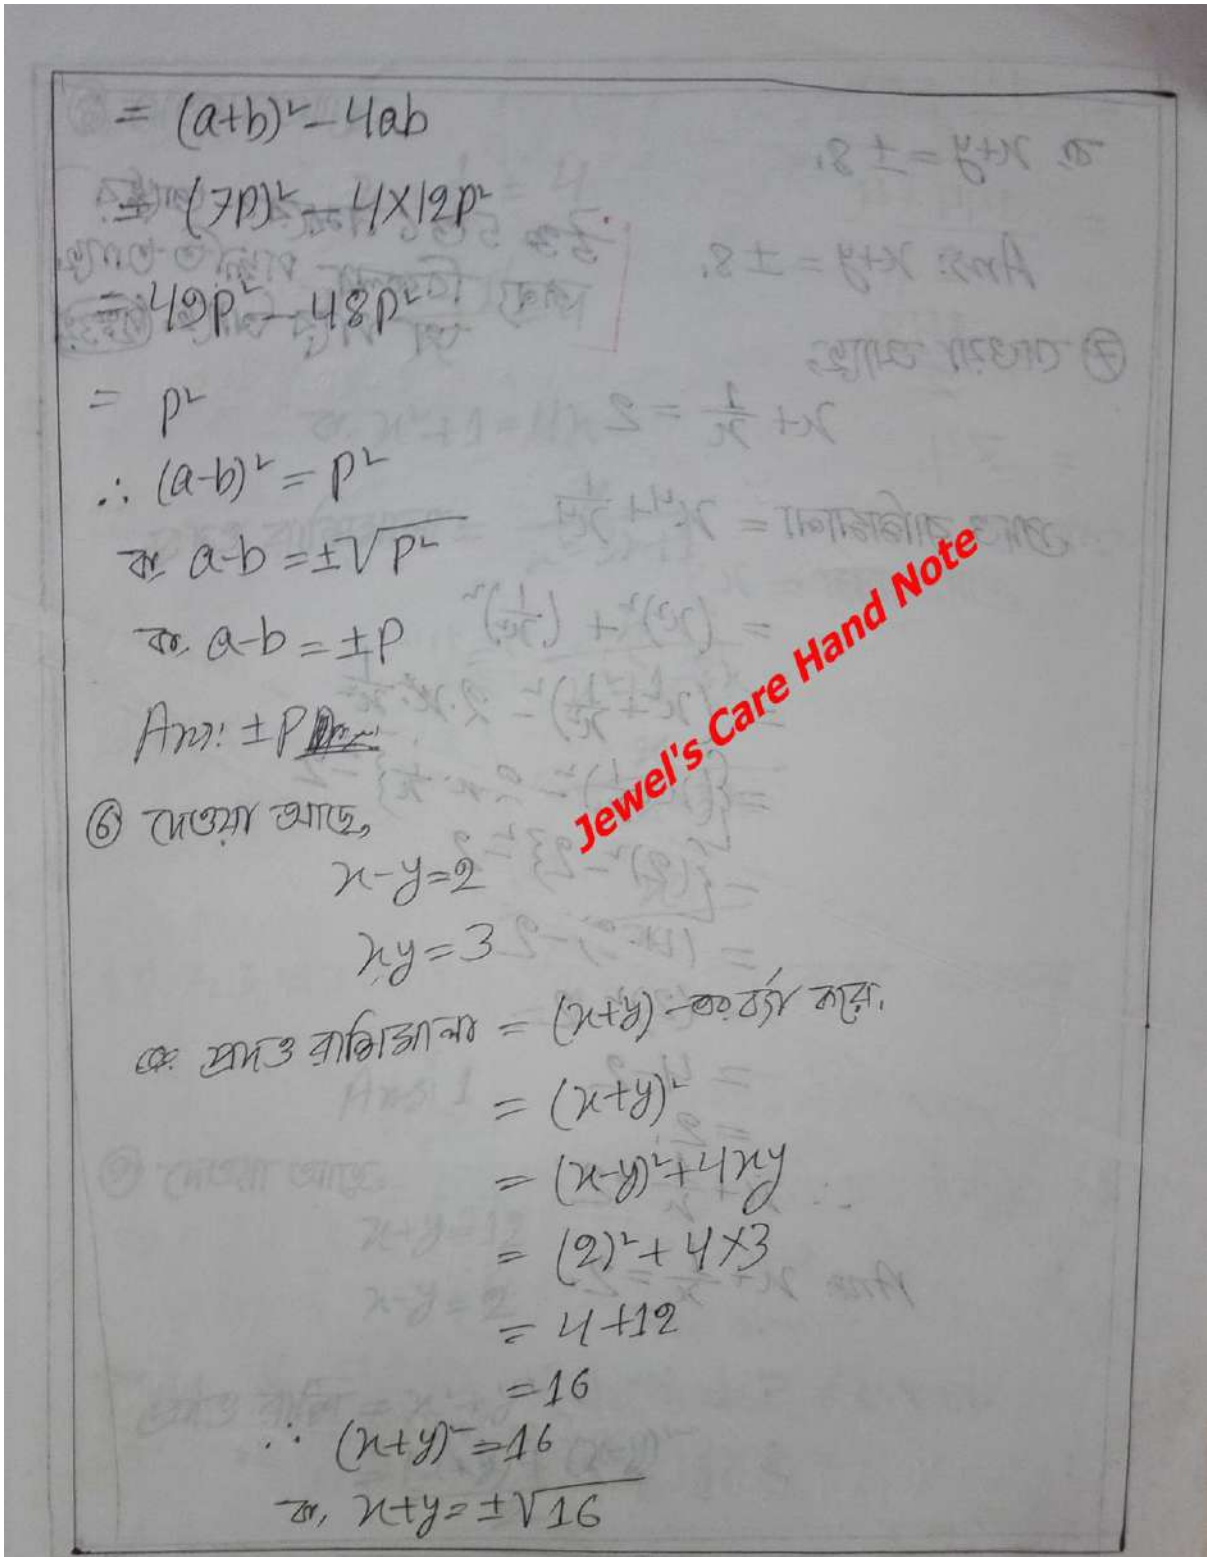 = (a+b)² - 4ab
= (7p)² - 4×12p²
= 49p² - 48p²
= p²
∴ (a-b)² = p²
বা, a-b = ±√p²
বা, a-b = ±p
Ans: ±p
⑥ দেওয়া আছে,
x-y=2
xy=3
প্রদত্ত রাশিমালা = (x+y) এর বর্গ করে,
= (x+y)²
= (x-y)²+4xy
= (2)²+4×3
= 4+12
=16
∴ (x+y)²=16
বা, x+y=±√16
Jewel's Care Hand Note